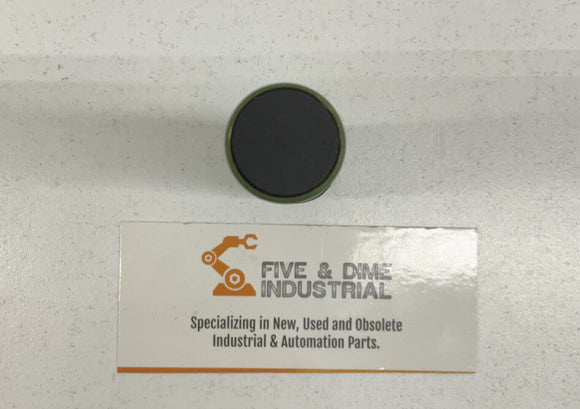 FIVE & DIME
INDUSTRIAL
Specializing in New, Used and Obsolete
Industrial & Automation Parts.